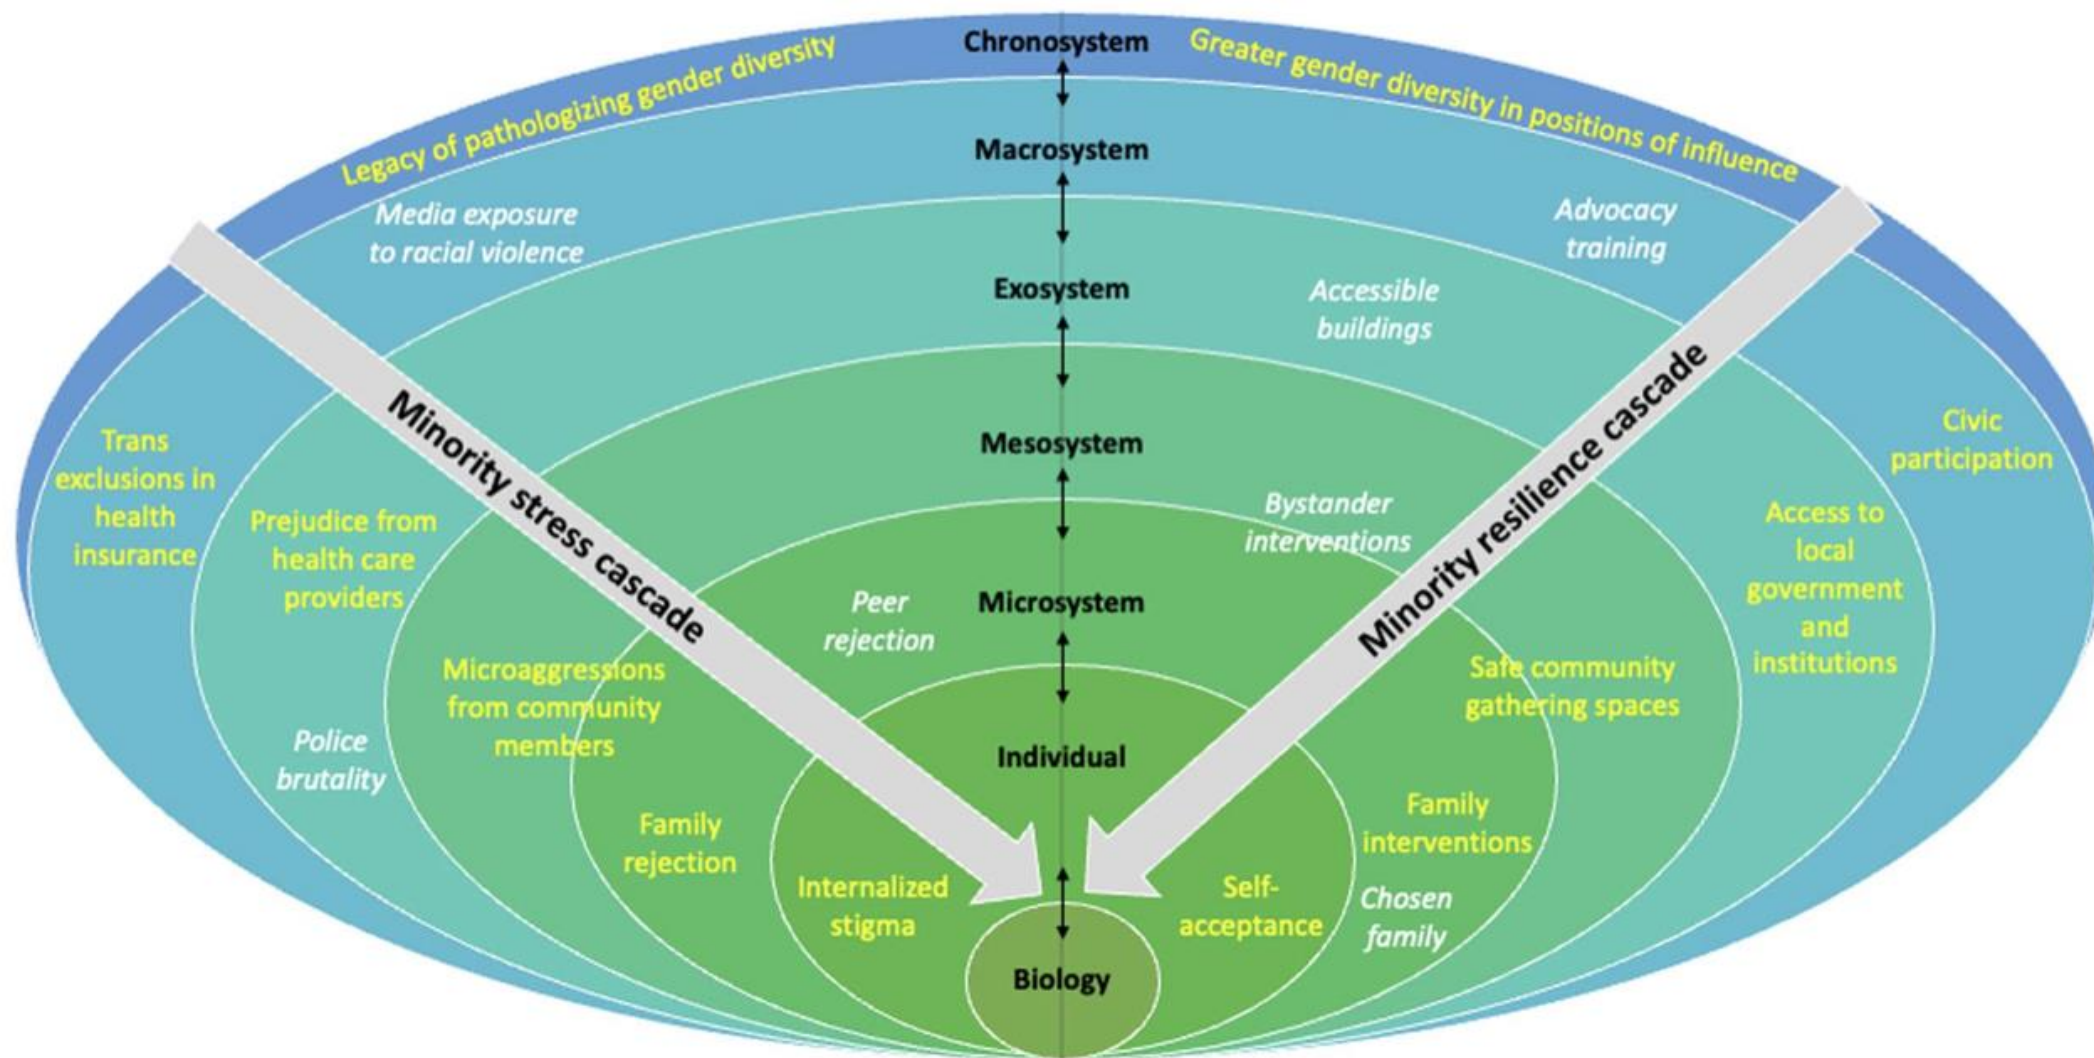 Chronosystem
Legacy of pathologizing gender diversity
Greater gender diversity in positions of influence
Macrosystem
Media exposure
to racial violence
Advocacy
training
Exosystem
Accessible
buildings
Minority stress cascade
Minority resilience cascade
Trans
exclusions in
health
insurance
Civic
participation
Mesosystem
Prejudice from
health care
providers
Bystander
interventions
Access to
local
government
and
institutions
Microsystem
Peer
rejection
Microaggressions
from community
members
Safe community
gathering spaces
Police
brutality
Individual
Family
rejection
Family
interventions
Internalized
stigma
Self-
acceptance
Chosen
family
Biology